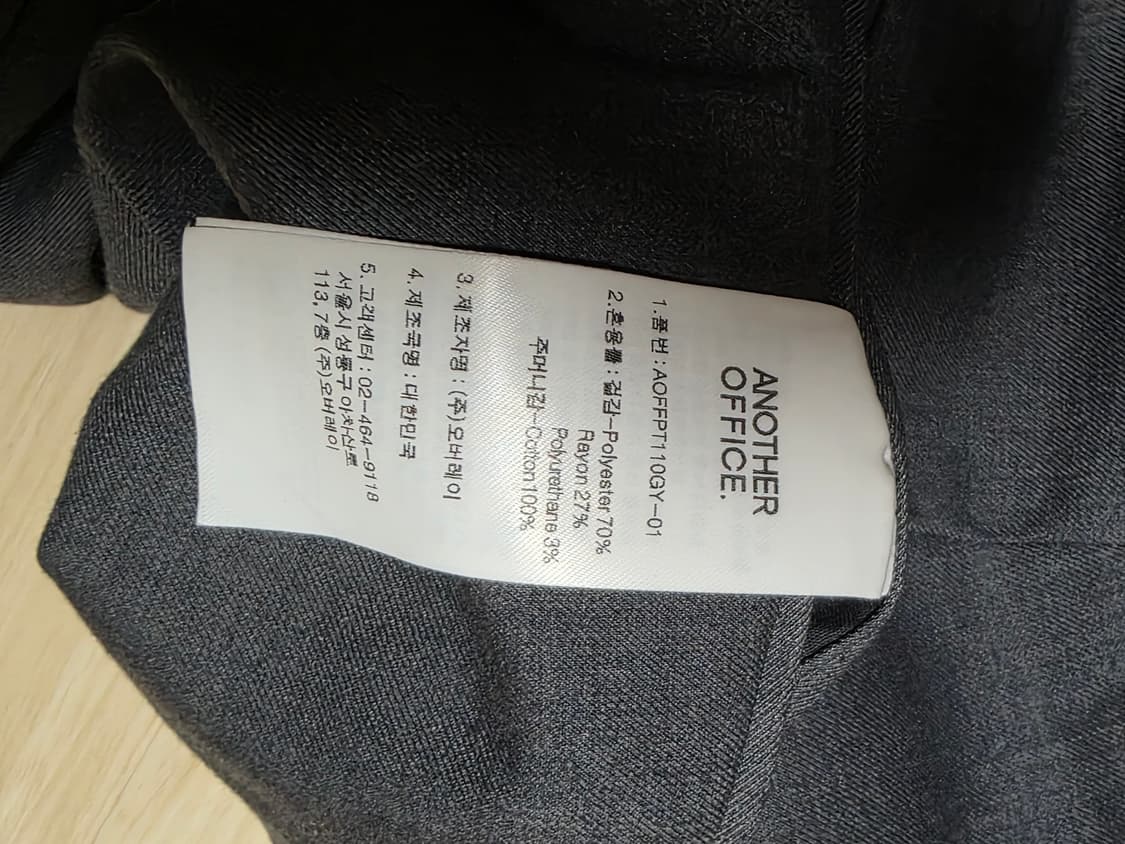 ANOTHER
OFFICE.
1.품번 : AOFFPT110GY-01
2.혼용률 : 겉감-Polyester 70%
Rayon 27%
Polyurethane 3%
주머니감-Cotton 100%
3.제조자명 : (주)오버레이
4.제조국명 : 대한민국
5.고객센터 : 02-464-9118
서울시 성동구 아차산로
113, 7층 (주)오버레이